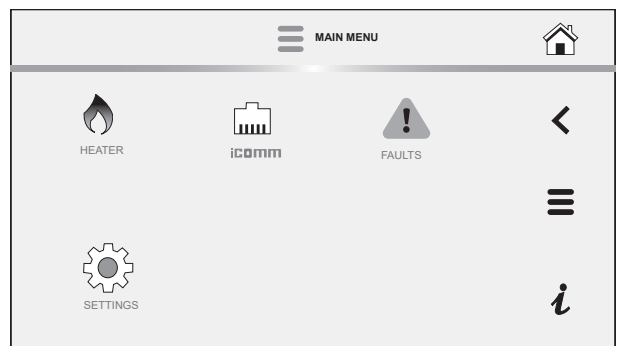 MAIN MENU
HEATER
iCOMM
FAULTS
SETTINGS
i